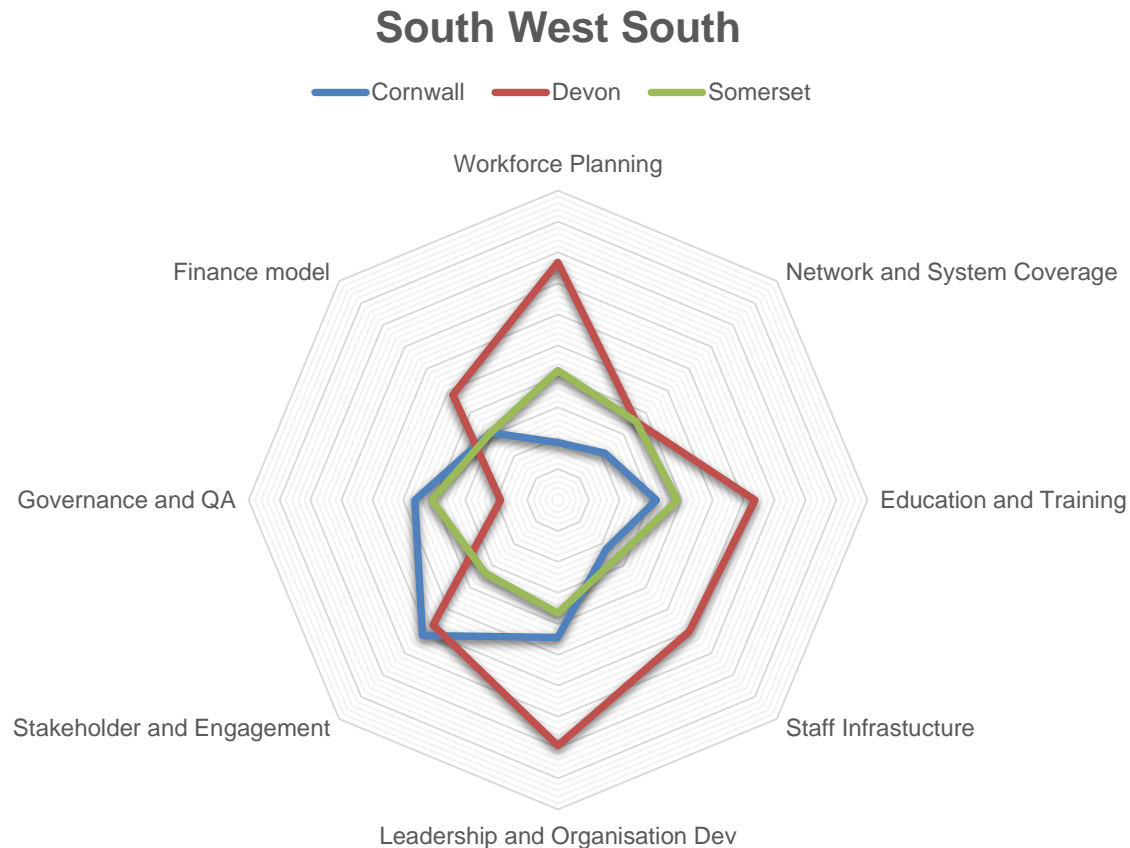 South West South
Cornwall Devon Somerset
Workforce Planning
Finance model
Network and System Coverage
Governance and QA
Education and Training
Stakeholder and Engagement
Staff Infrastucture
Leadership and Organisation Dev